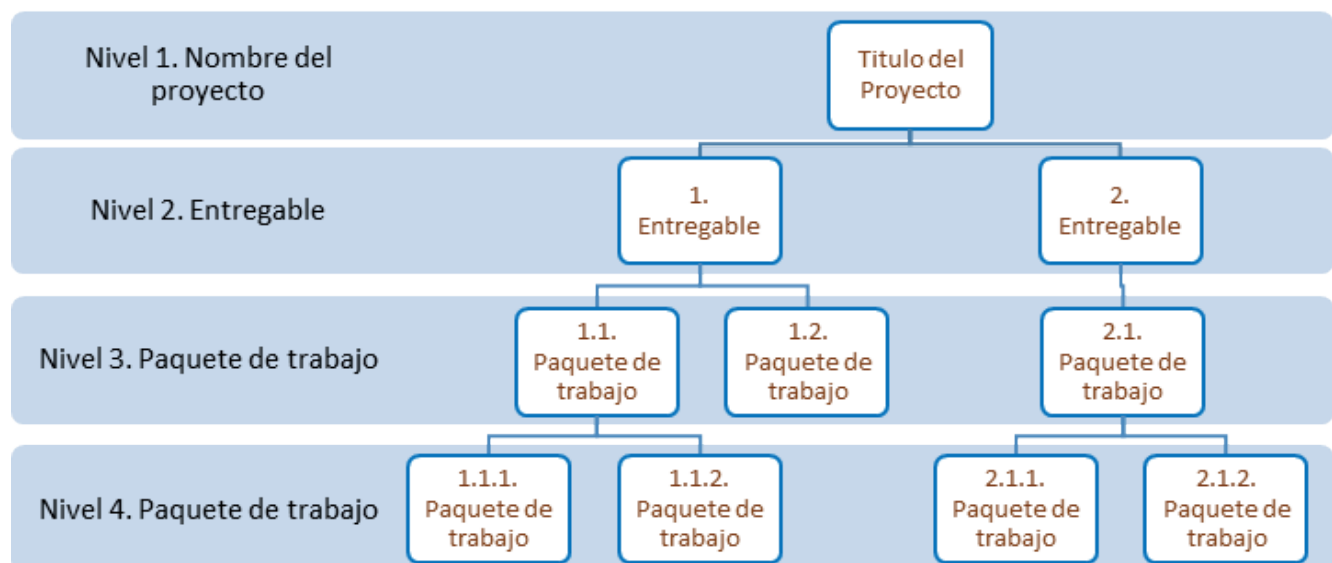 Nivel 1. Nombre del
proyecto
Titulo del
Proyecto
Nivel 2. Entregable
1.
Entregable
2.
Entregable
Nivel 3. Paquete de trabajo
1.1.
Paquete de
trabajo
1.2.
Paquete de
trabajo
2.1.
Paquete de
trabajo
Nivel 4. Paquete de trabajo
1.1.1.
Paquete de
trabajo
1.1.2.
Paquete de
trabajo
2.1.1.
Paquete de
trabajo
2.1.2.
Paquete de
trabajo